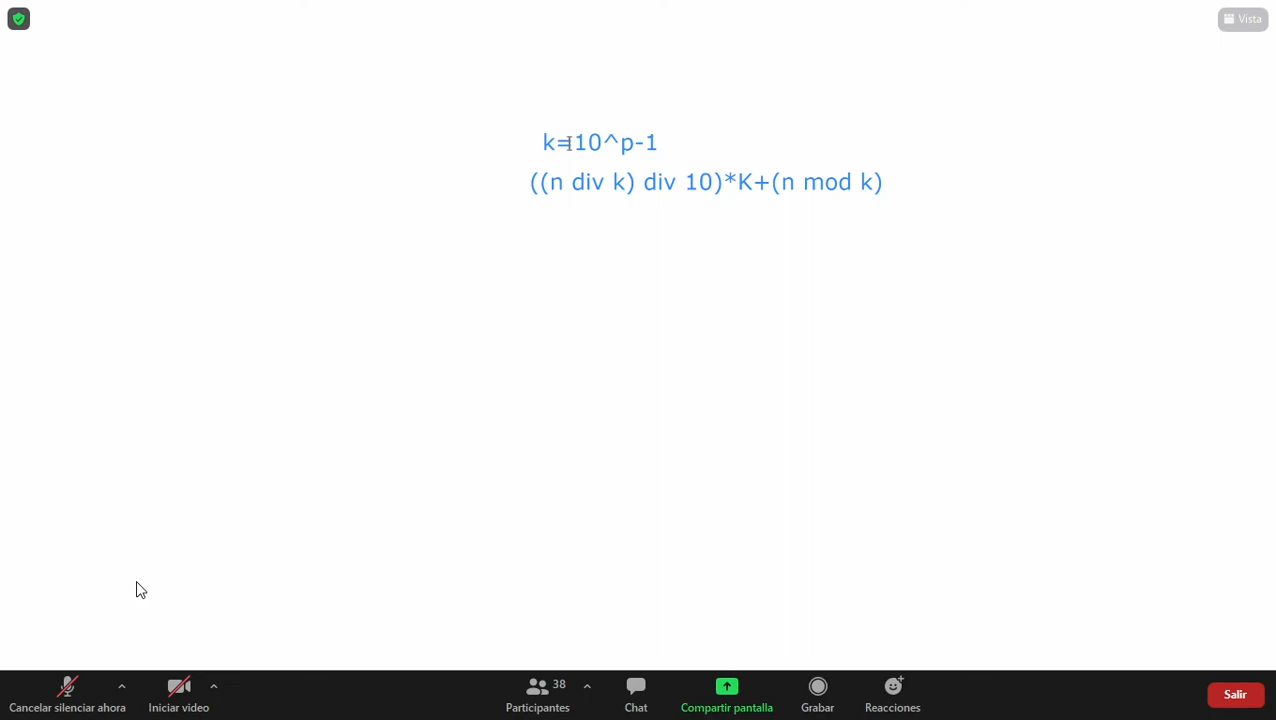 Vista
k=10^p-1
((n div k) div 10)*K+(n mod k)
Cancelar silenciar ahora
Iniciar video
38
Participantes
Chat
Compartir pantalla
Grabar
Reacciones
Salir